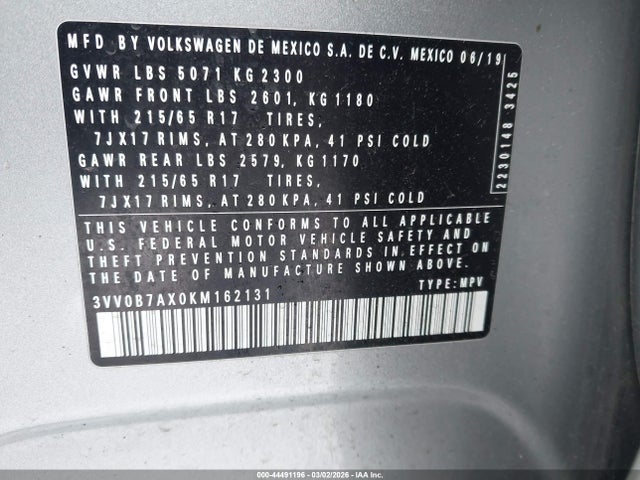 MFD BY VOLKSWAGEN DE MEXICO S.A. DE C.V. MEXICO 06/19
GVWR LBS 5071 KG 2300
GAWR FRONT LBS 2601, KG 1180
WITH 215/65 R17 TIRES,
7JX17 RIMS, AT 280 KPA, 41 PSI COLD
GAWR REAR LBS 2579, KG 1170
WITH 215/65 R17 TIRES,
7JX17 RIMS, AT 280 KPA, 41 PSI COLD
2230148 3425
THIS VEHICLE CONFORMS TO ALL APPLICABLE
U.S. FEDERAL MOTOR VEHICLE SAFETY AND
THEFT PREVENTION STANDARDS IN EFFECT ON
THE DATE OF MANUFACTURE SHOWN ABOVE.
3VV0B7AX0KM162131 TYPE: MPV
000-44491196 - 03/02/2026 - IAA Inc.